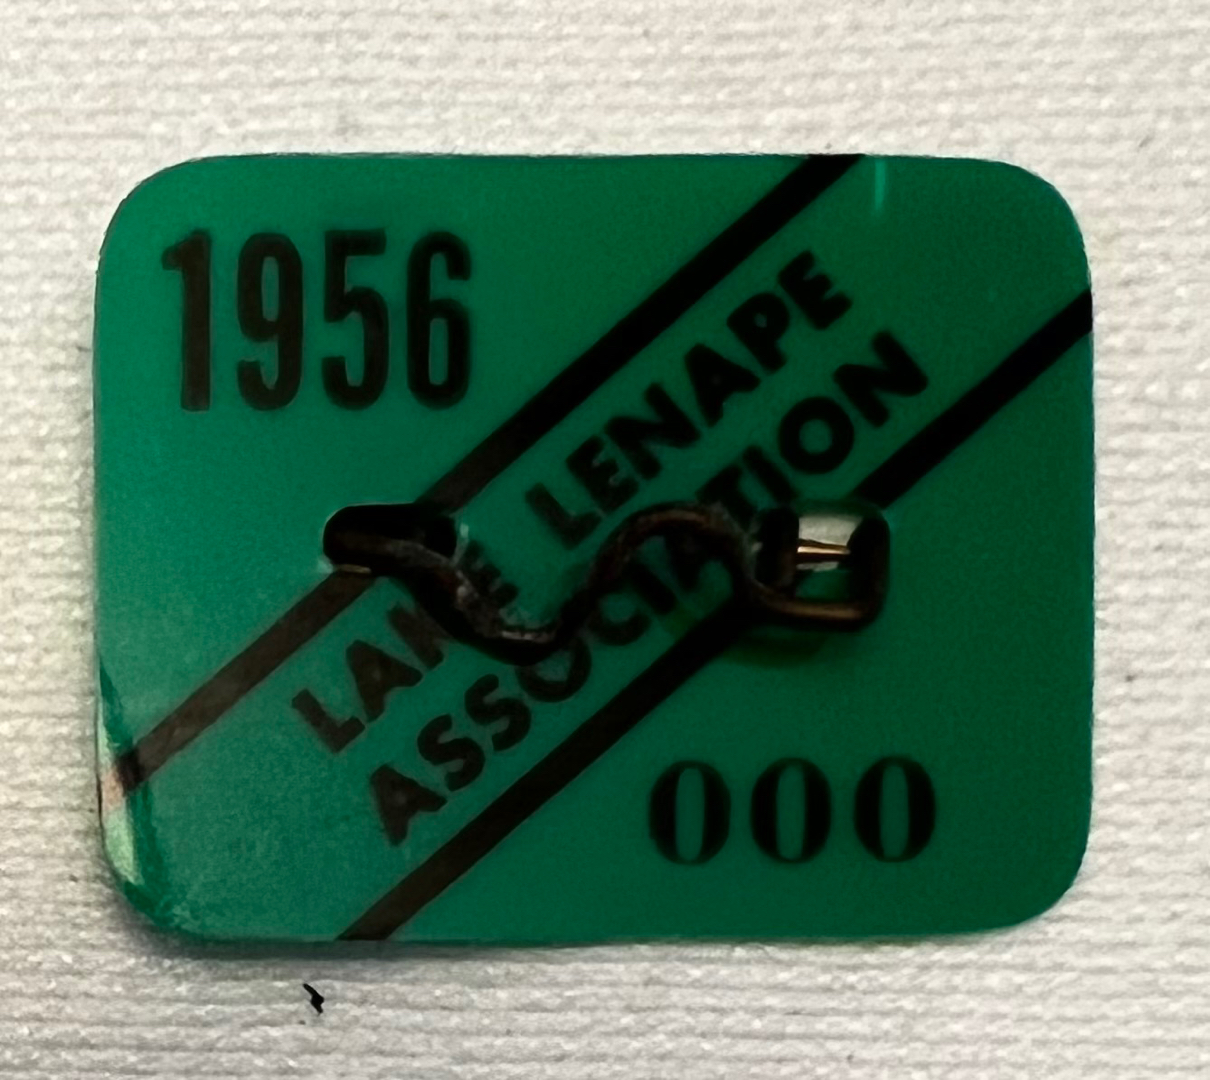 1956
LAKE LENAPE
ASSOCIATION
000